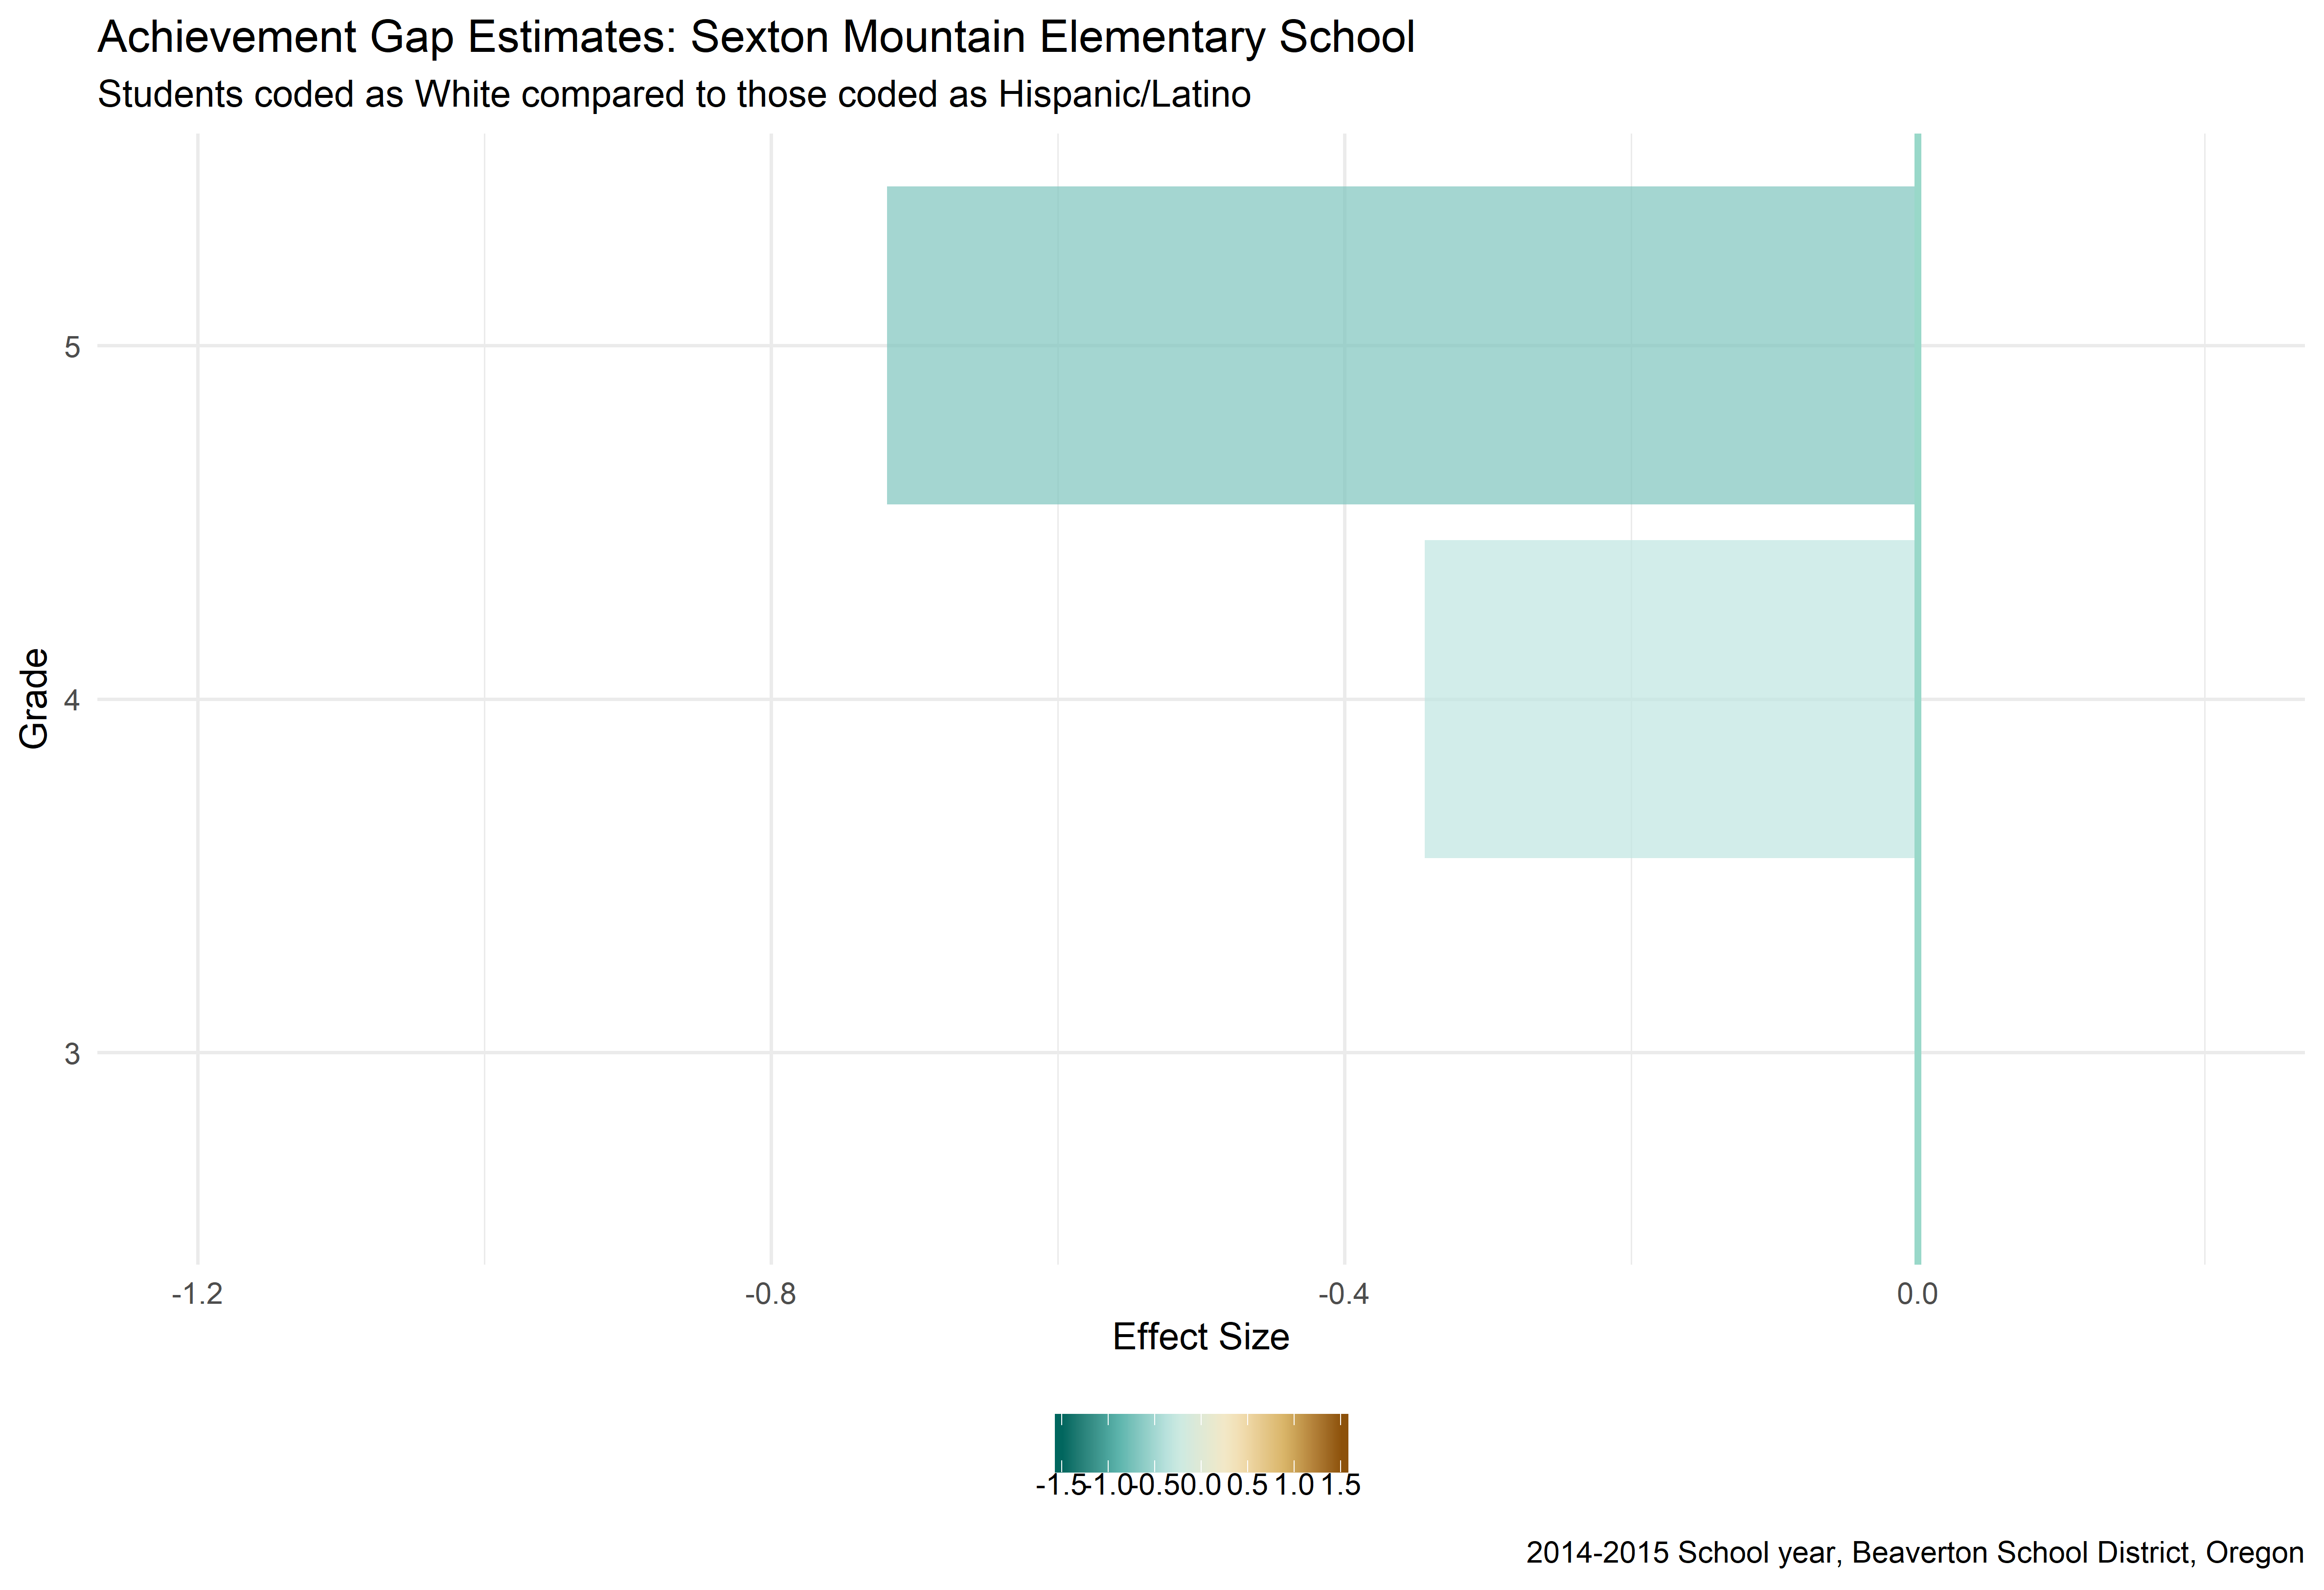 Achievement Gap Estimates: Sexton Mountain Elementary School
Students coded as White compared to those coded as Hispanic/Latino
Grade
5
4
3
-1.2 -0.8 -0.4 0.0
Effect Size
-1.5 -1.0 -0.5 0.0 0.5 1.0 1.5
2014-2015 School year, Beaverton School District, Oregon